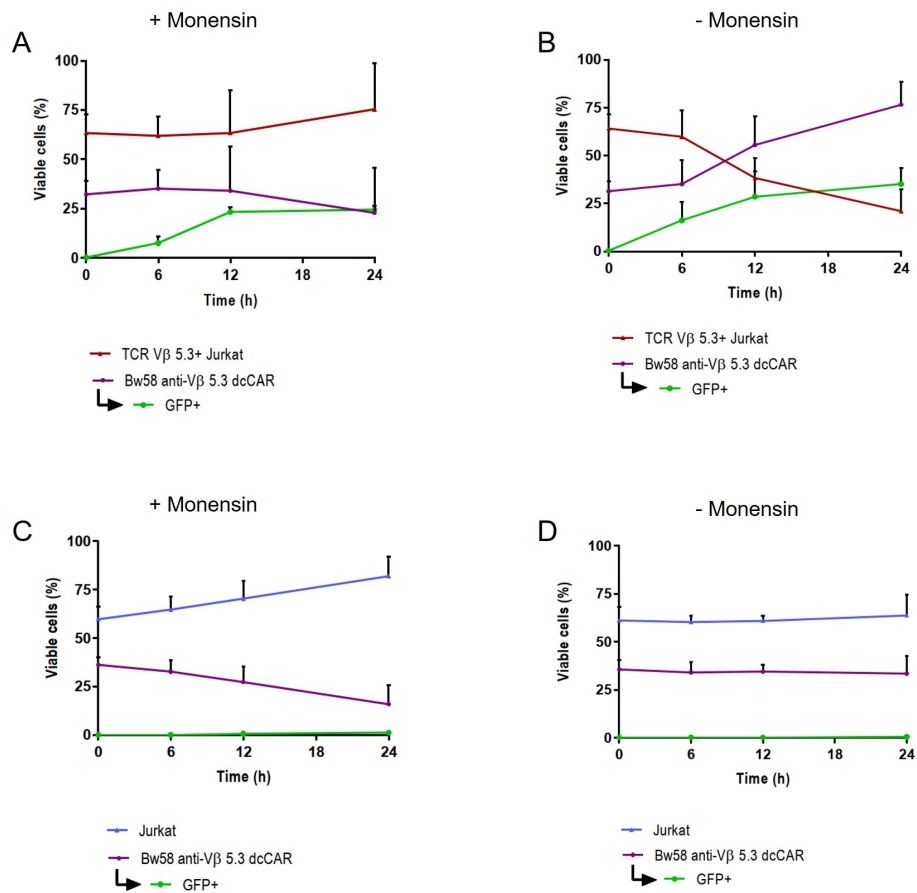 + Monensin
- Monensin
A
B
100
75
50
25
0
Viable cells (%)
0 6 12 18 24
Time (h)
100
75
50
25
0
Viable cells (%)
0 6 12 18 24
Time (h)
TCR Vβ 5.3+ Jurkat
Bw58 anti-Vβ 5.3 dcCAR
GFP+
TCR Vβ 5.3+ Jurkat
Bw58 anti-Vβ 5.3 dcCAR
GFP+
+ Monensin
- Monensin
C
D
100
75
50
25
0
Viable cells (%)
0 6 12 18 24
Time (h)
100
75
50
25
0
Viable cells (%)
0 6 12 18 24
Time (h)
Jurkat
Bw58 anti-Vβ 5.3 dcCAR
GFP+
Jurkat
Bw58 anti-Vβ 5.3 dcCAR
GFP+